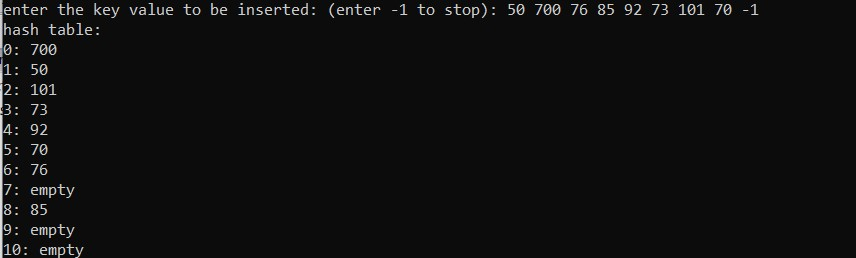 enter the key value to be inserted: (enter -1 to stop): 50 700 76 85 92 73 101 70 -1
hash table:
0: 700
1: 50
2: 101
3: 73
4: 92
5: 70
6: 76
7: empty
8: 85
9: empty
10: empty